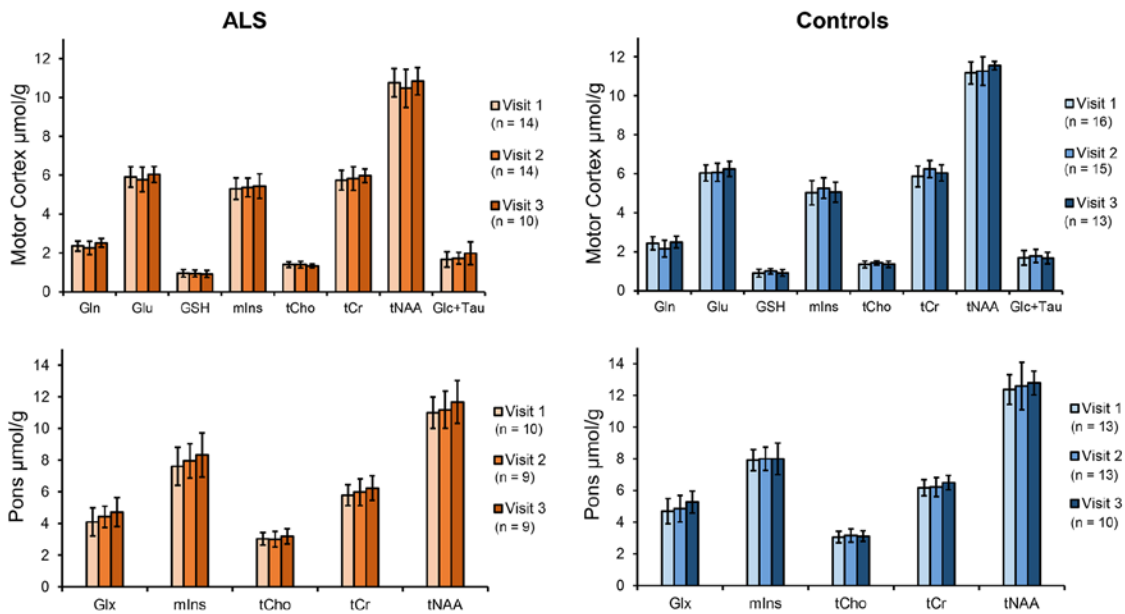 ALS
Motor Cortex µmol/g
12
10
8
6
4
2
0
Gln Glu GSH mIns tCho tCr tNAA Glc+Tau
Visit 1
(n = 14)
Visit 2
(n = 14)
Visit 3
(n = 10)
Controls
Motor Cortex µmol/g
12
10
8
6
4
2
0
Gln Glu GSH mIns tCho tCr tNAA Glc+Tau
Visit 1
(n = 16)
Visit 2
(n = 15)
Visit 3
(n = 13)
Pons µmol/g
14
12
10
8
6
4
2
0
Glx mIns tCho tCr tNAA
Visit 1
(n = 10)
Visit 2
(n = 9)
Visit 3
(n = 9)
Pons µmol/g
14
12
10
8
6
4
2
0
Glx mIns tCho tCr tNAA
Visit 1
(n = 13)
Visit 2
(n = 13)
Visit 3
(n = 10)